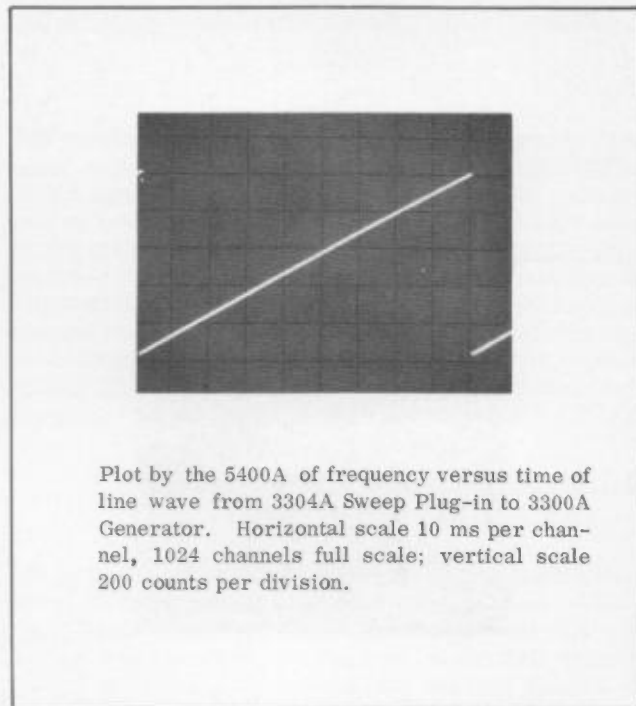 Plot by the 5400A of frequency versus time of
line wave from 3304A Sweep Plug-in to 3300A
Generator. Horizontal scale 10 ms per chan-
nel, 1024 channels full scale; vertical scale
200 counts per division.